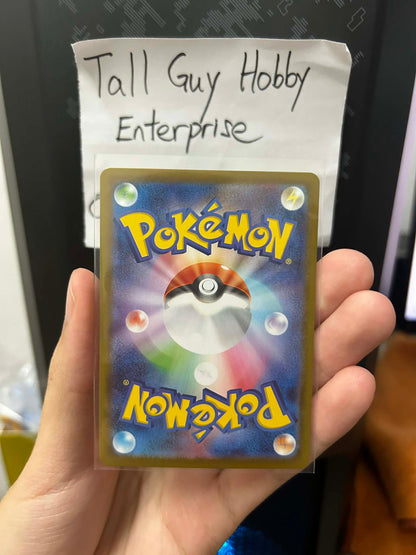 Tall Guy Hobby
Enterprise
POKéMON
®
POKéMON
®